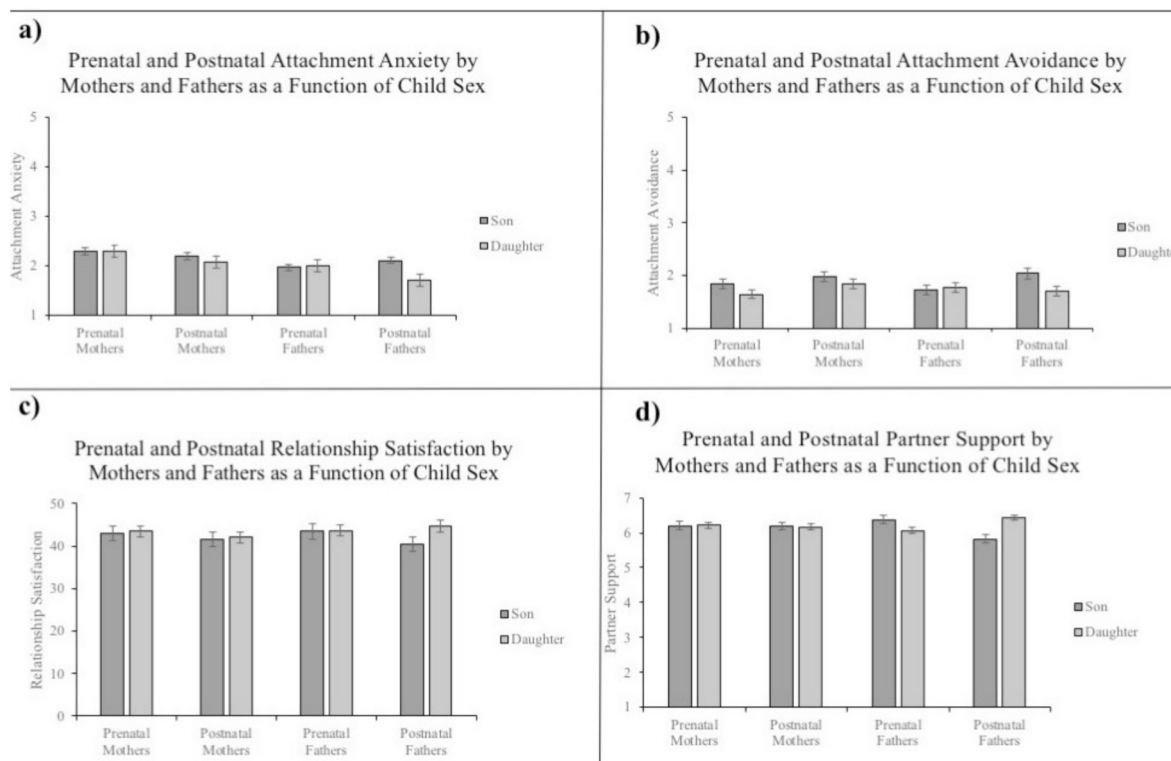 a)
Prenatal and Postnatal Attachment Anxiety by
Mothers and Fathers as a Function of Child Sex
5
4
3
2
1
Attachment Anxiety
Prenatal
Mothers
Postnatal
Mothers
Prenatal
Fathers
Postnatal
Fathers
Son
Daughter
b)
Prenatal and Postnatal Attachment Avoidance by
Mothers and Fathers as a Function of Child Sex
5
4
3
2
1
Attachment Avoidance
Prenatal
Mothers
Postnatal
Mothers
Prenatal
Fathers
Postnatal
Fathers
Son
Daughte
c)
Prenatal and Postnatal Relationship Satisfaction by
Mothers and Fathers as a Function of Child Sex
50
40
30
20
10
0
Relationship Satisfaction
Prenatal
Mothers
Postnatal
Mothers
Prenatal
Fathers
Postnatal
Fathers
Son
Daughter
d)
Prenatal and Postnatal Partner Support by
Mothers and Fathers as a Function of Child Sex
7
6
5
4
3
2
1
Partner Support
Prenatal
Mothers
Postnatal
Mothers
Prenatal
Fathers
Postnatal
Fathers
Son
Daughter